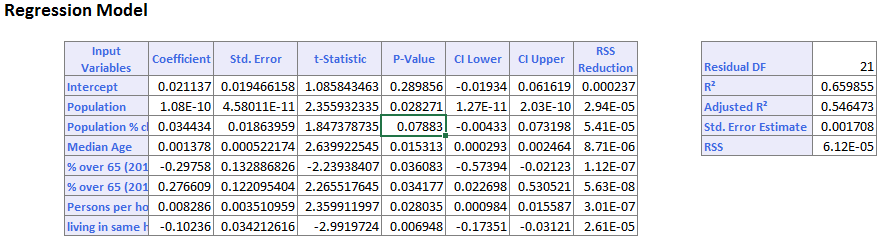 Regression Model
Input Variables Coefficient Std. Error t-Statistic P-Value CI Lower CI Upper RSS Reduction
Intercept 0.021137 0.019466158 1.085843463 0.289856 -0.01934 0.061619 0.000237
Population 1.08E-10 4.58011E-11 2.355932335 0.028271 1.27E-11 2.03E-10 2.94E-05
Population % cl 0.034434 0.01863959 1.847378735 0.07883 -0.00433 0.073198 5.41E-05
Median Age 0.001378 0.000522174 2.639922545 0.015313 0.000293 0.002464 8.71E-06
% over 65 (201 -0.29758 0.132886826 -2.23938407 0.036083 -0.57394 -0.02123 1.12E-07
% over 65 (201 0.276609 0.122095404 2.265517645 0.034177 0.022698 0.530521 5.63E-08
Persons per ho 0.008286 0.003510959 2.359911997 0.028035 0.000984 0.015587 3.01E-07
living in same h -0.10236 0.034212616 -2.9919724 0.006948 -0.17351 -0.03121 2.61E-05
Residual DF 21
R² 0.659855
Adjusted R² 0.546473
Std. Error Estimate 0.001708
RSS 6.12E-05